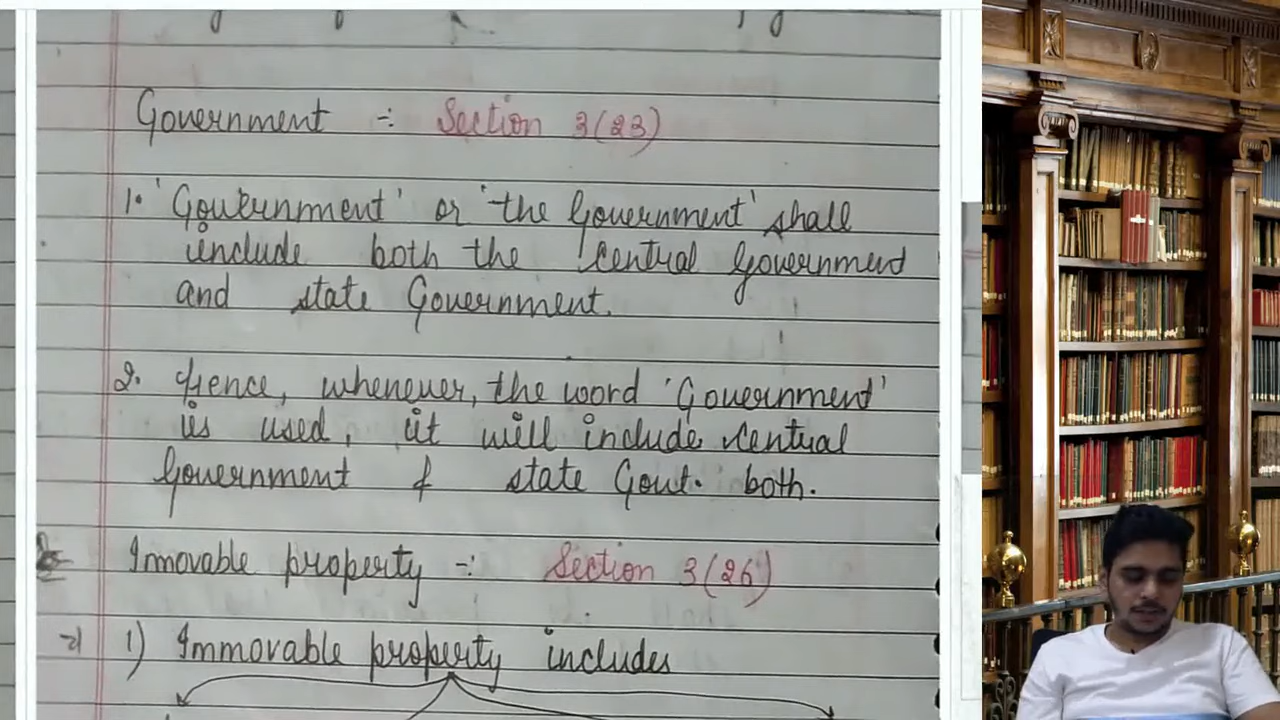 Government :- Section 3(23)
1. 'Government' or 'the Government' shall
include both the Central Government
and state Government.
2. Hence, whenever, the word 'Government'
is used, it will include central
Government & state Govt. both.
Immovable property :- Section 3(26)
1) Immovable property includes